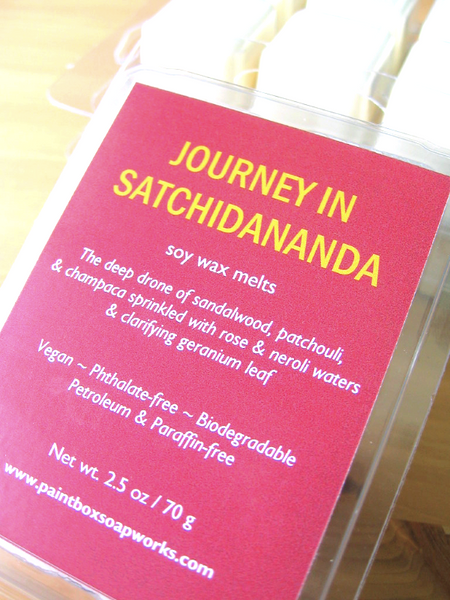 JOURNEY IN
SATCHIDANANDA
soy wax melts
The deep drone of sandalwood, patchouli,
& champaca sprinkled with rose & neroli waters
& clarifying geranium leaf
Vegan ~ Phthalate-free ~ Biodegradable
Petroleum & Paraffin-free
Net wt. 2.5 oz / 70 g
www.paintboxsoapworks.com